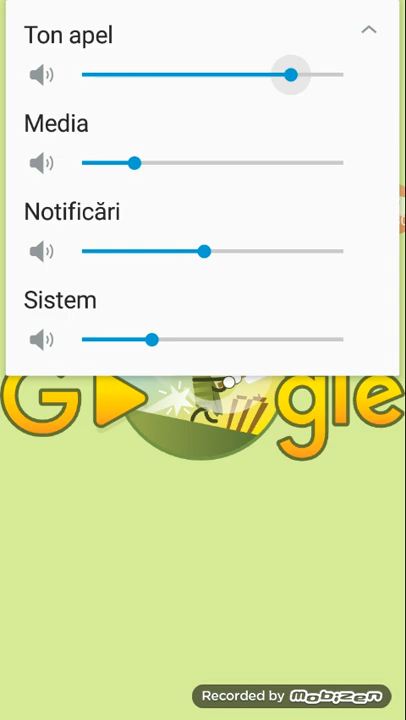 Ton apel
Media
Notificări
Sistem
Google
Recorded by MOBIZEN